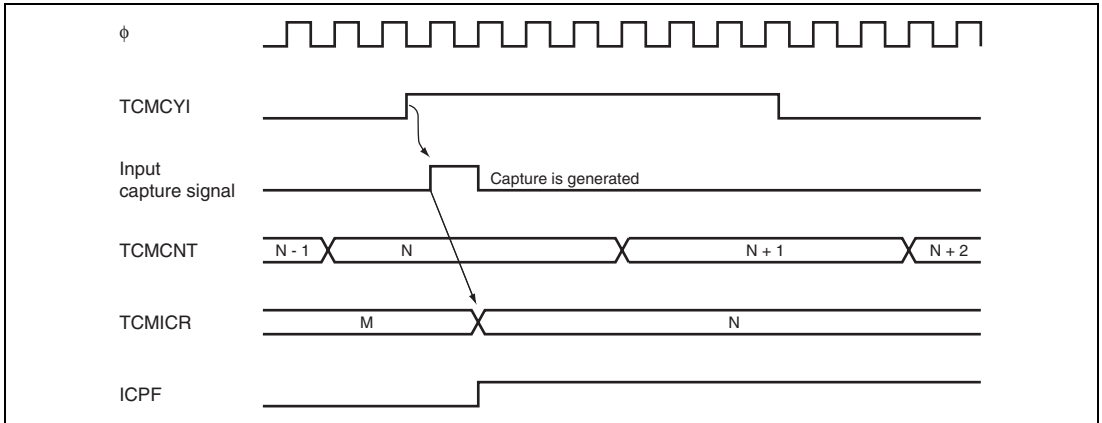 φ
TCMCYI
Input
capture signal
Capture is generated
TCMCNT
N - 1
N
N + 1
N + 2
TCMICR
M
N
ICPF